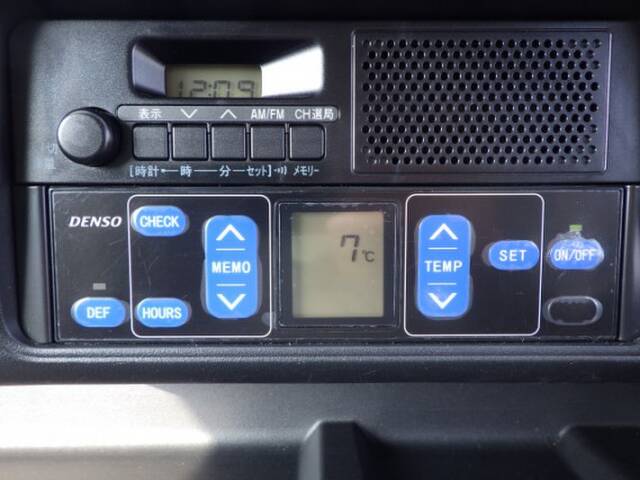 12:09
表示 AM/FM CH選局
切
[時計 時 分 セット] メモリー
DENSO CHECK MEMO 7℃ TEMP SET ON/OFF
DEF HOURS